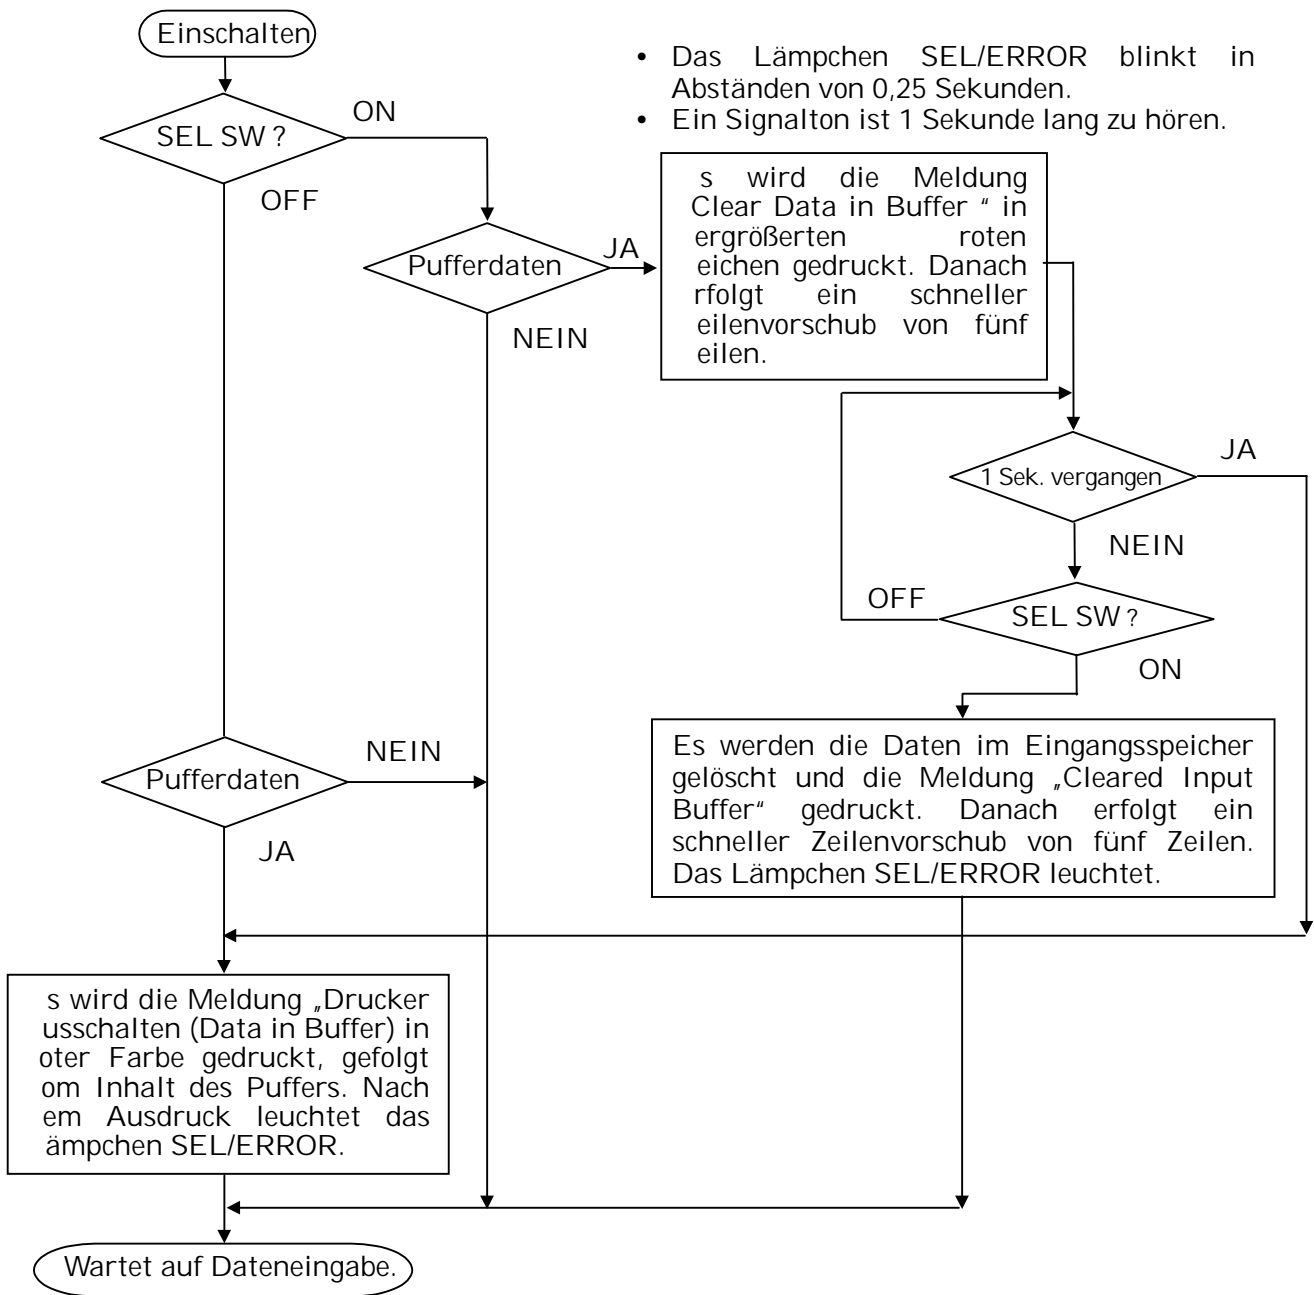 Einschalten
• Das Lämpchen SEL/ERROR blinkt in
Abständen von 0,25 Sekunden.
• Ein Signalton ist 1 Sekunde lang zu hören.
SEL SW ?
ON
OFF
s wird die Meldung
Clear Data in Buffer “ in
ergrößerten roten
eichen gedruckt. Danach
rfolgt ein schneller
eilenvorschub von fünf
eilen.
Pufferdaten
JA
NEIN
1 Sek. vergangen
JA
NEIN
OFF
SEL SW ?
ON
Es werden die Daten im Eingangsspeicher
gelöscht und die Meldung „Cleared Input
Buffer“ gedruckt. Danach erfolgt ein
schneller Zeilenvorschub von fünf Zeilen.
Das Lämpchen SEL/ERROR leuchtet.
Pufferdaten
NEIN
JA
s wird die Meldung „Drucker
usschalten (Data in Buffer) in
oter Farbe gedruckt, gefolgt
om Inhalt des Puffers. Nach
em Ausdruck leuchtet das
ämpchen SEL/ERROR.
Wartet auf Dateneingabe.